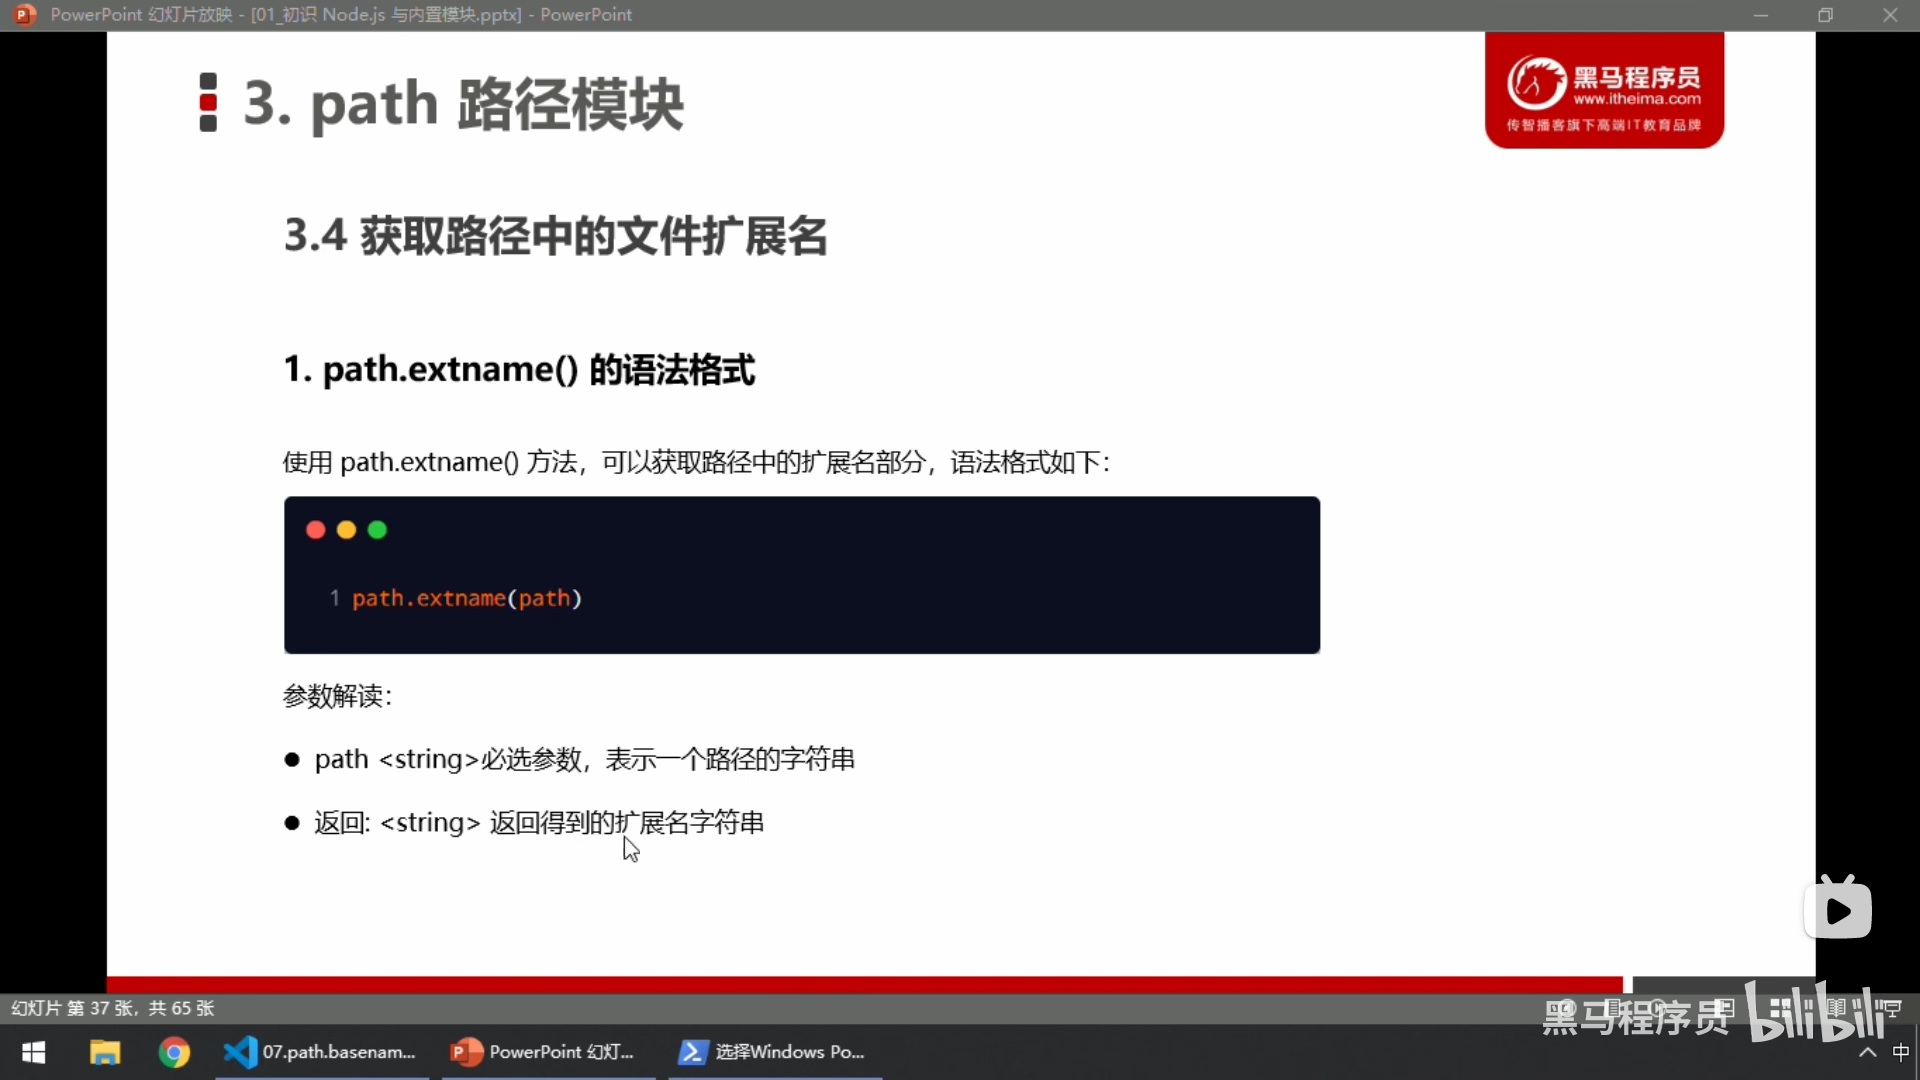 PowerPoint 幻灯片放映 - [01_初识 Node.js 与内置模块.pptx] - PowerPoint
3. path 路径模块
黑马程序员
www.itheima.com
传智播客旗下高端IT教育品牌
3.4 获取路径中的文件扩展名
1. path.extname() 的语法格式
使用 path.extname() 方法，可以获取路径中的扩展名部分，语法格式如下：
1 path.extname(path)
参数解读：
● path <string>必选参数，表示一个路径的字符串
● 返回: <string> 返回得到的扩展名字符串
幻灯片 第 37 张，共 65 张
黑马程序员 bilibili
07.path.basenam...
PowerPoint 幻灯...
选择Windows Po...
中